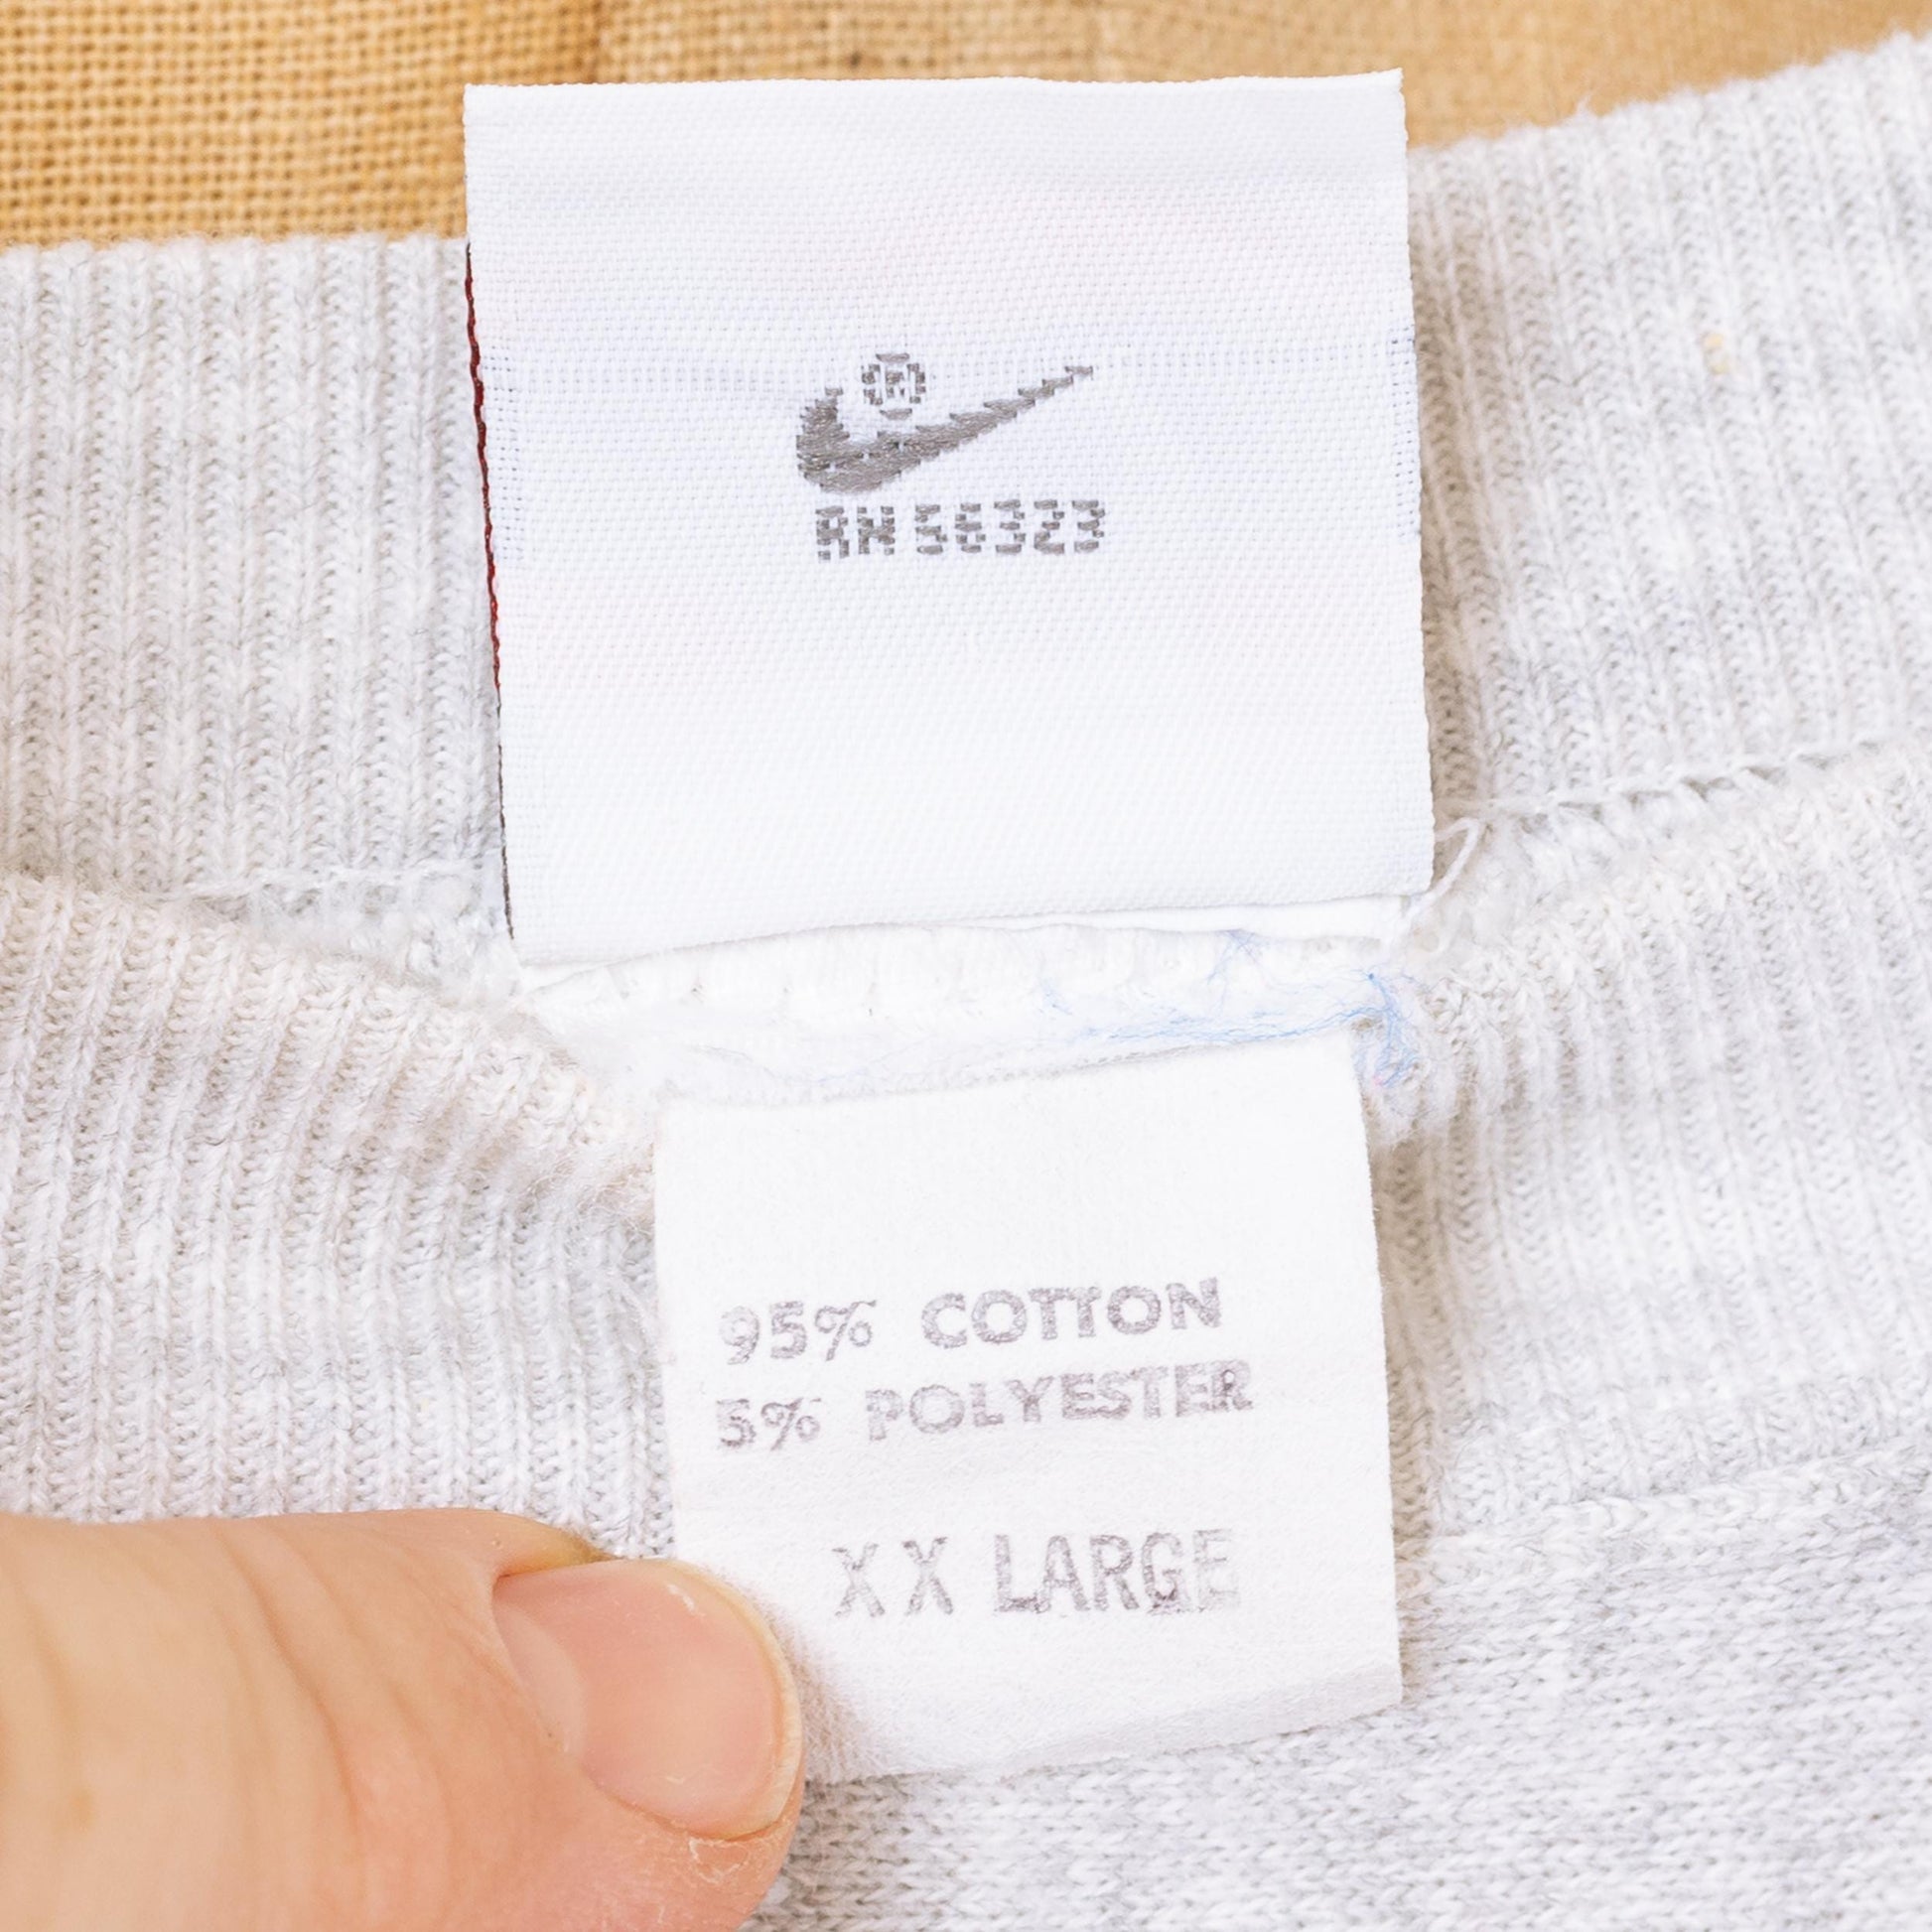 RN 56323
95% COTTON
5% POLYESTER
XX LARGE